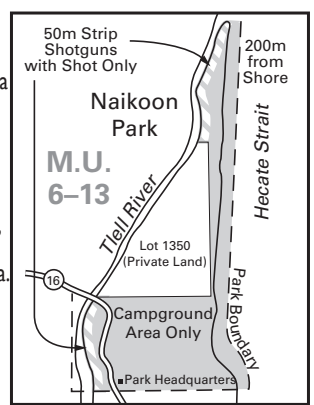 50m Strip
Shotguns
with Shot Only
200m
from
Shore
a
Naikoon
Park
M.U.
6–13
Hecate Strait
Tlell River
Lot 1350
(Private Land)
a.
16
Campground
Area Only
Park Boundary
Park Headquarters